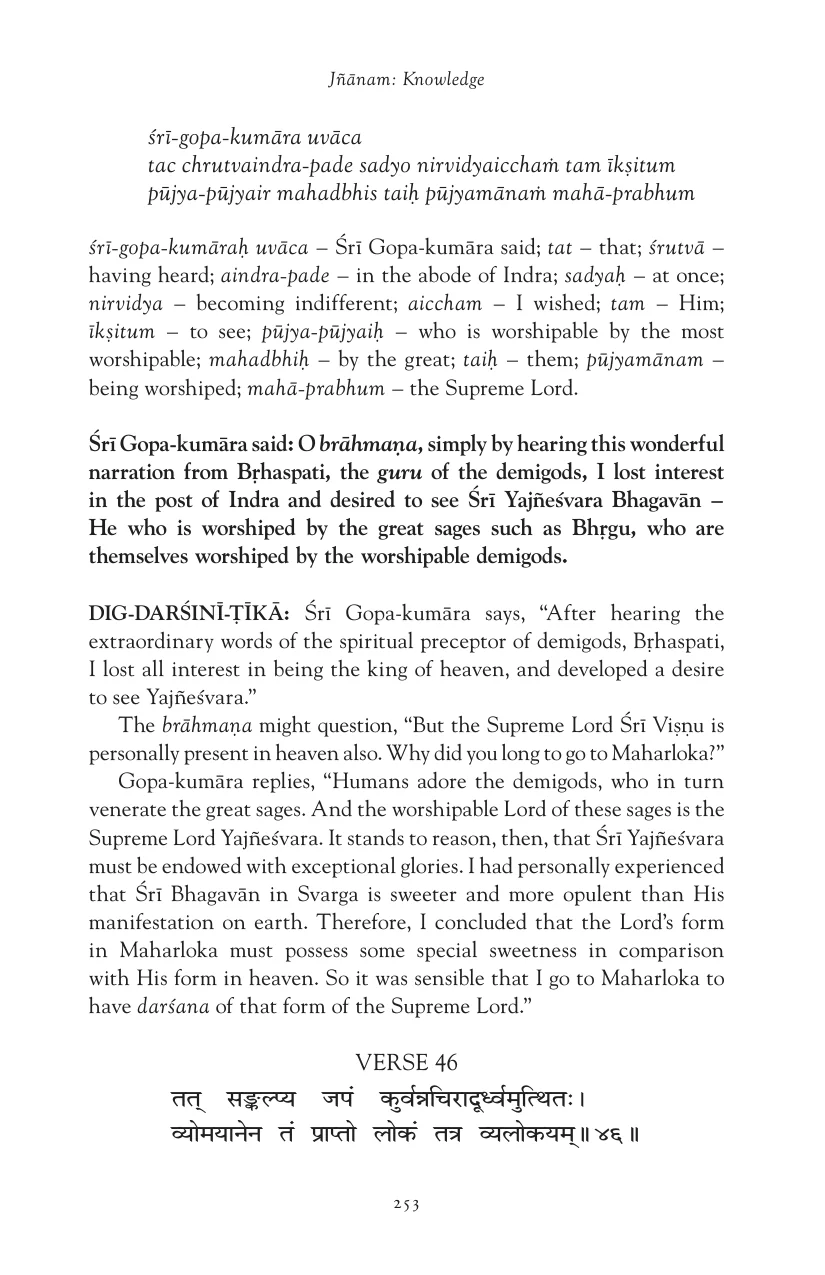 Jñānam: Knowledge
śrī-gopa-kumāra uvāca
tac chrutvaindra-pade sadyo nirvidyaicchaṁ tam īkṣitum
pūjya-pūjyair mahadbhis taiḥ pūjyamānaṁ mahā-prabhum
śrī-gopa-kumāraḥ uvāca – Śrī Gopa-kumāra said; tat – that; śrutvā –
having heard; aindra-pade – in the abode of Indra; sadyaḥ – at once;
nirvidya – becoming indifferent; aiccham – I wished; tam – Him;
īkṣitum – to see; pūjya-pūjyaiḥ – who is worshipable by the most
worshipable; mahadbhiḥ – by the great; taiḥ – them; pūjyamānam –
being worshiped; mahā-prabhum – the Supreme Lord.
Śrī Gopa-kumāra said: O brāhmaṇa, simply by hearing this wonderful
narration from Bṛhaspati, the guru of the demigods, I lost interest
in the post of Indra and desired to see Śrī Yajñeśvara Bhagavān –
He who is worshiped by the great sages such as Bhṛgu, who are
themselves worshiped by the worshipable demigods.
DIG-DARŚINĪ-ṬĪKĀ: Śrī Gopa-kumāra says, “After hearing the
extraordinary words of the spiritual preceptor of demigods, Bṛhaspati,
I lost all interest in being the king of heaven, and developed a desire
to see Yajñeśvara.”
The brāhmaṇa might question, “But the Supreme Lord Śrī Viṣṇu is
personally present in heaven also. Why did you long to go to Maharloka?”
Gopa-kumāra replies, “Humans adore the demigods, who in turn
venerate the great sages. And the worshipable Lord of these sages is the
Supreme Lord Yajñeśvara. It stands to reason, then, that Śrī Yajñeśvara
must be endowed with exceptional glories. I had personally experienced
that Śrī Bhagavān in Svarga is sweeter and more opulent than His
manifestation on earth. Therefore, I concluded that the Lord’s form
in Maharloka must possess some special sweetness in comparison
with His form in heaven. So it was sensible that I go to Maharloka to
have darśana of that form of the Supreme Lord.”
VERSE 46
तत् सङ्कल्प्य जपं कुर्वन्नचिरादूर्ध्वमुत्थितः।
व्योमयानेन तं प्राप्तो लोकं तत्र व्यलोकयम्॥४६॥
253